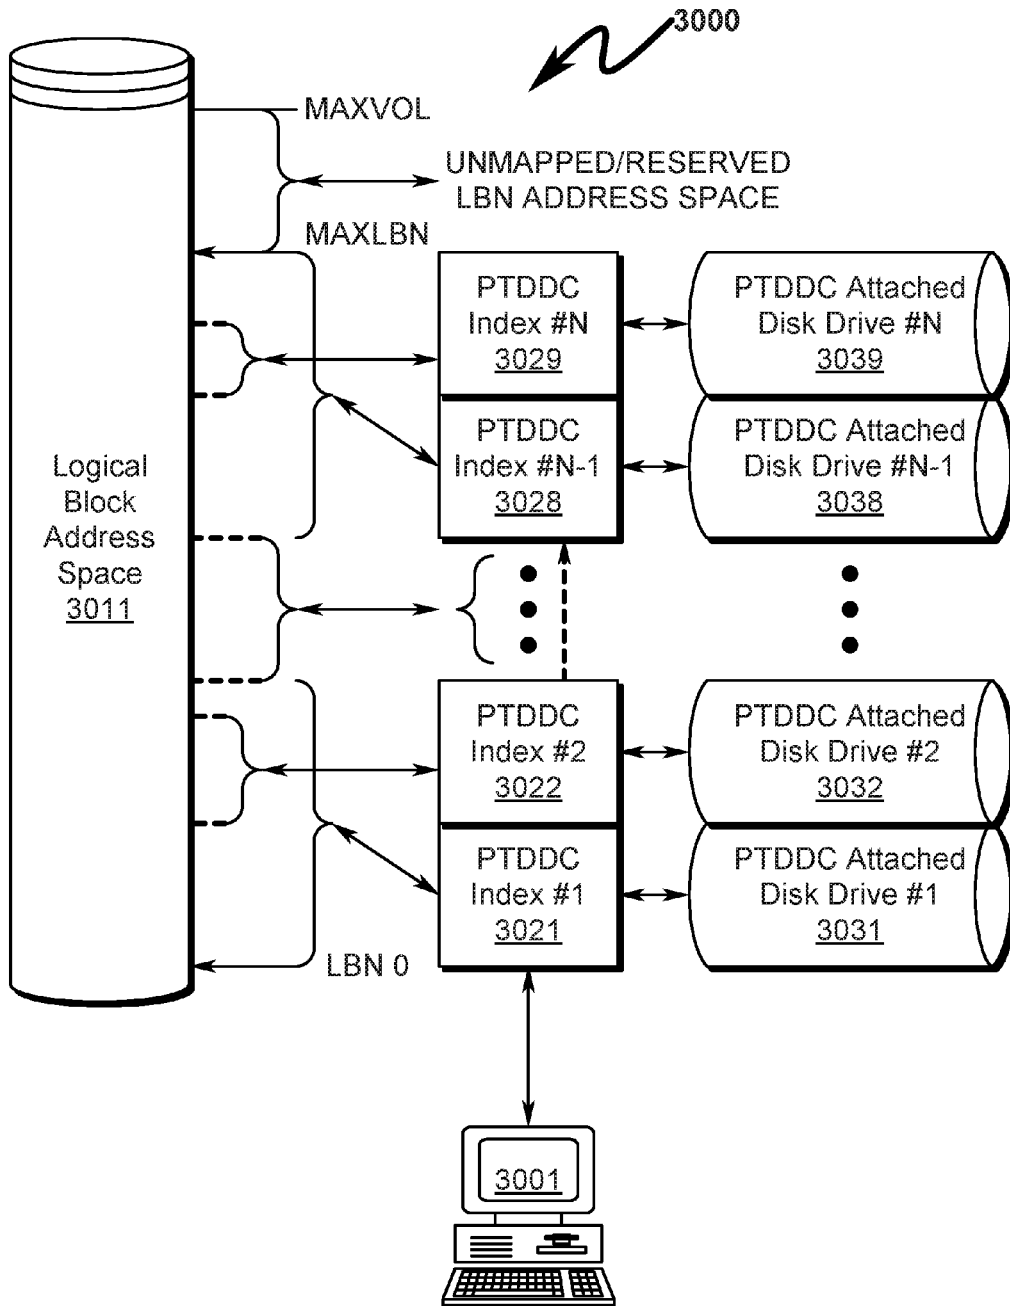 3000
MAXVOL
UNMAPPED/RESERVED
LBN ADDRESS SPACE
MAXLBN
PTDDC
Index #N
3029
PTDDC Attached
Disk Drive #N
3039
PTDDC
Index #N-1
3028
PTDDC Attached
Disk Drive #N-1
3038
Logical
Block
Address
Space
3011
PTDDC
Index #2
3022
PTDDC Attached
Disk Drive #2
3032
PTDDC
Index #1
3021
PTDDC Attached
Disk Drive #1
3031
LBN 0
3001